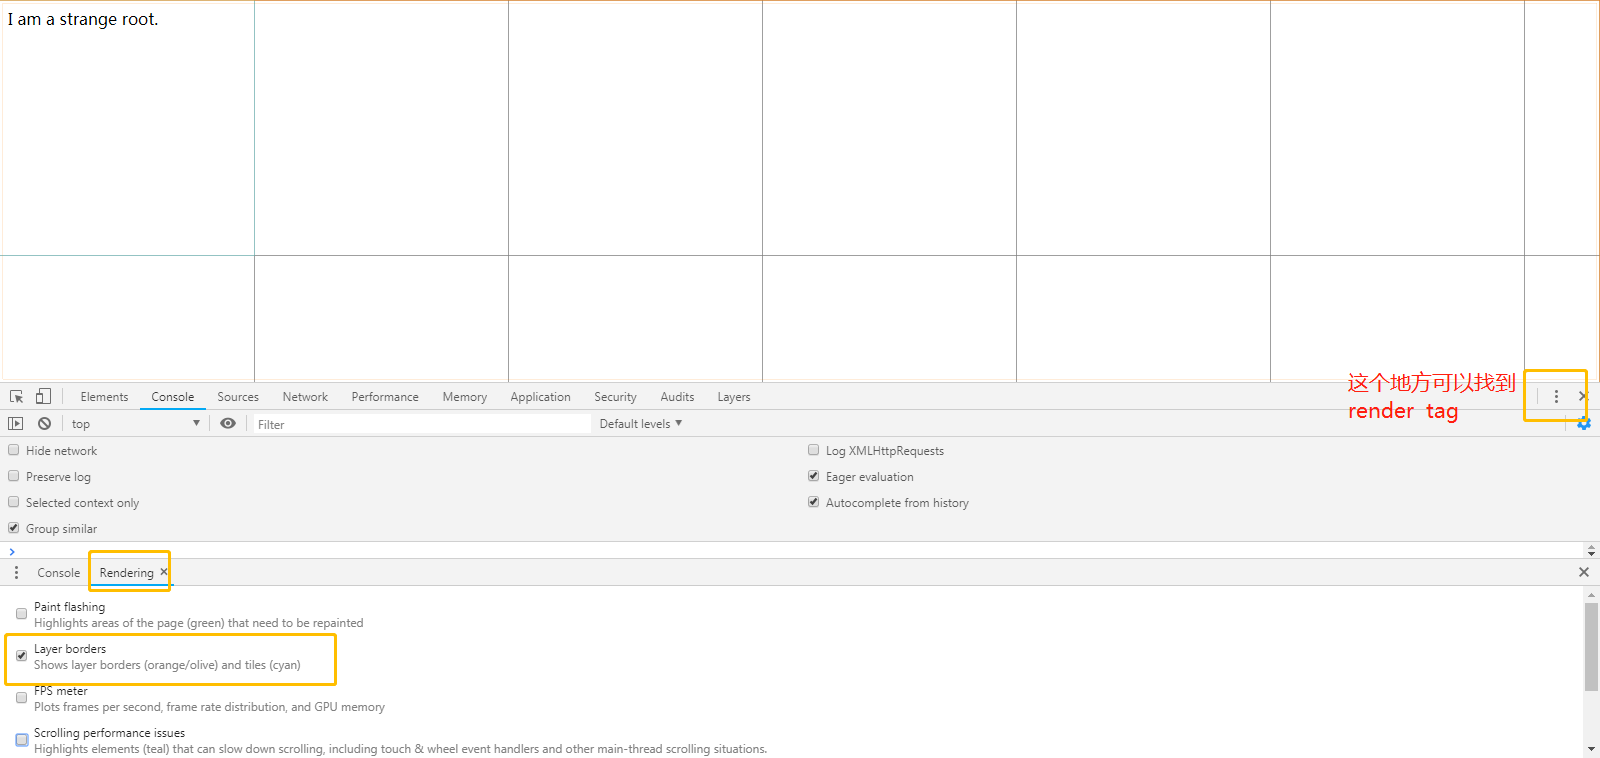 I am a strange root.
这个地方可以找到
render tag
Elements Console Sources Network Performance Memory Application Security Audits Layers
top Filter Default levels
Hide network Log XMLHttpRequests
Preserve log Eager evaluation
Selected context only Autocomplete from history
Group similar
Console Rendering
Paint flashing
Highlights areas of the page (green) that need to be repainted
Layer borders
Shows layer borders (orange/olive) and tiles (cyan)
FPS meter
Plots frames per second, frame rate distribution, and GPU memory
Scrolling performance issues
Highlights elements (teal) that can slow down scrolling, including touch & wheel event handlers and other main-thread scrolling situations.